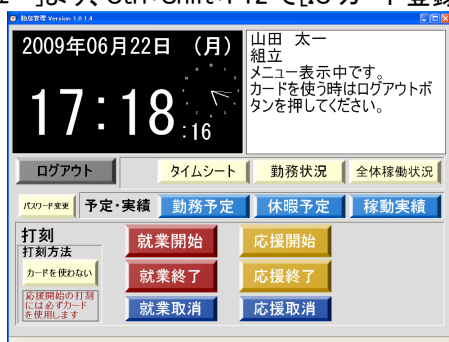 ]より、Ctrl+Shift+F12で[ICカード登録
勤務管理 Version 1.0.1.4
2009年06月22日 (月)
17:18:16
山田 太一
組立
メニュー表示中です。
カードを使う時はログアウトボ
タンを押してください。
ログアウト
タイムシート
勤務状況
全体稼働状況
パスワード変更
予定・実績
勤務予定
休暇予定
稼動実績
打刻
打刻方法
カードを使わない
応援開始の打刻
には必ずカード
を使用します
就業開始
応援開始
就業終了
応援終了
就業取消
応援取消